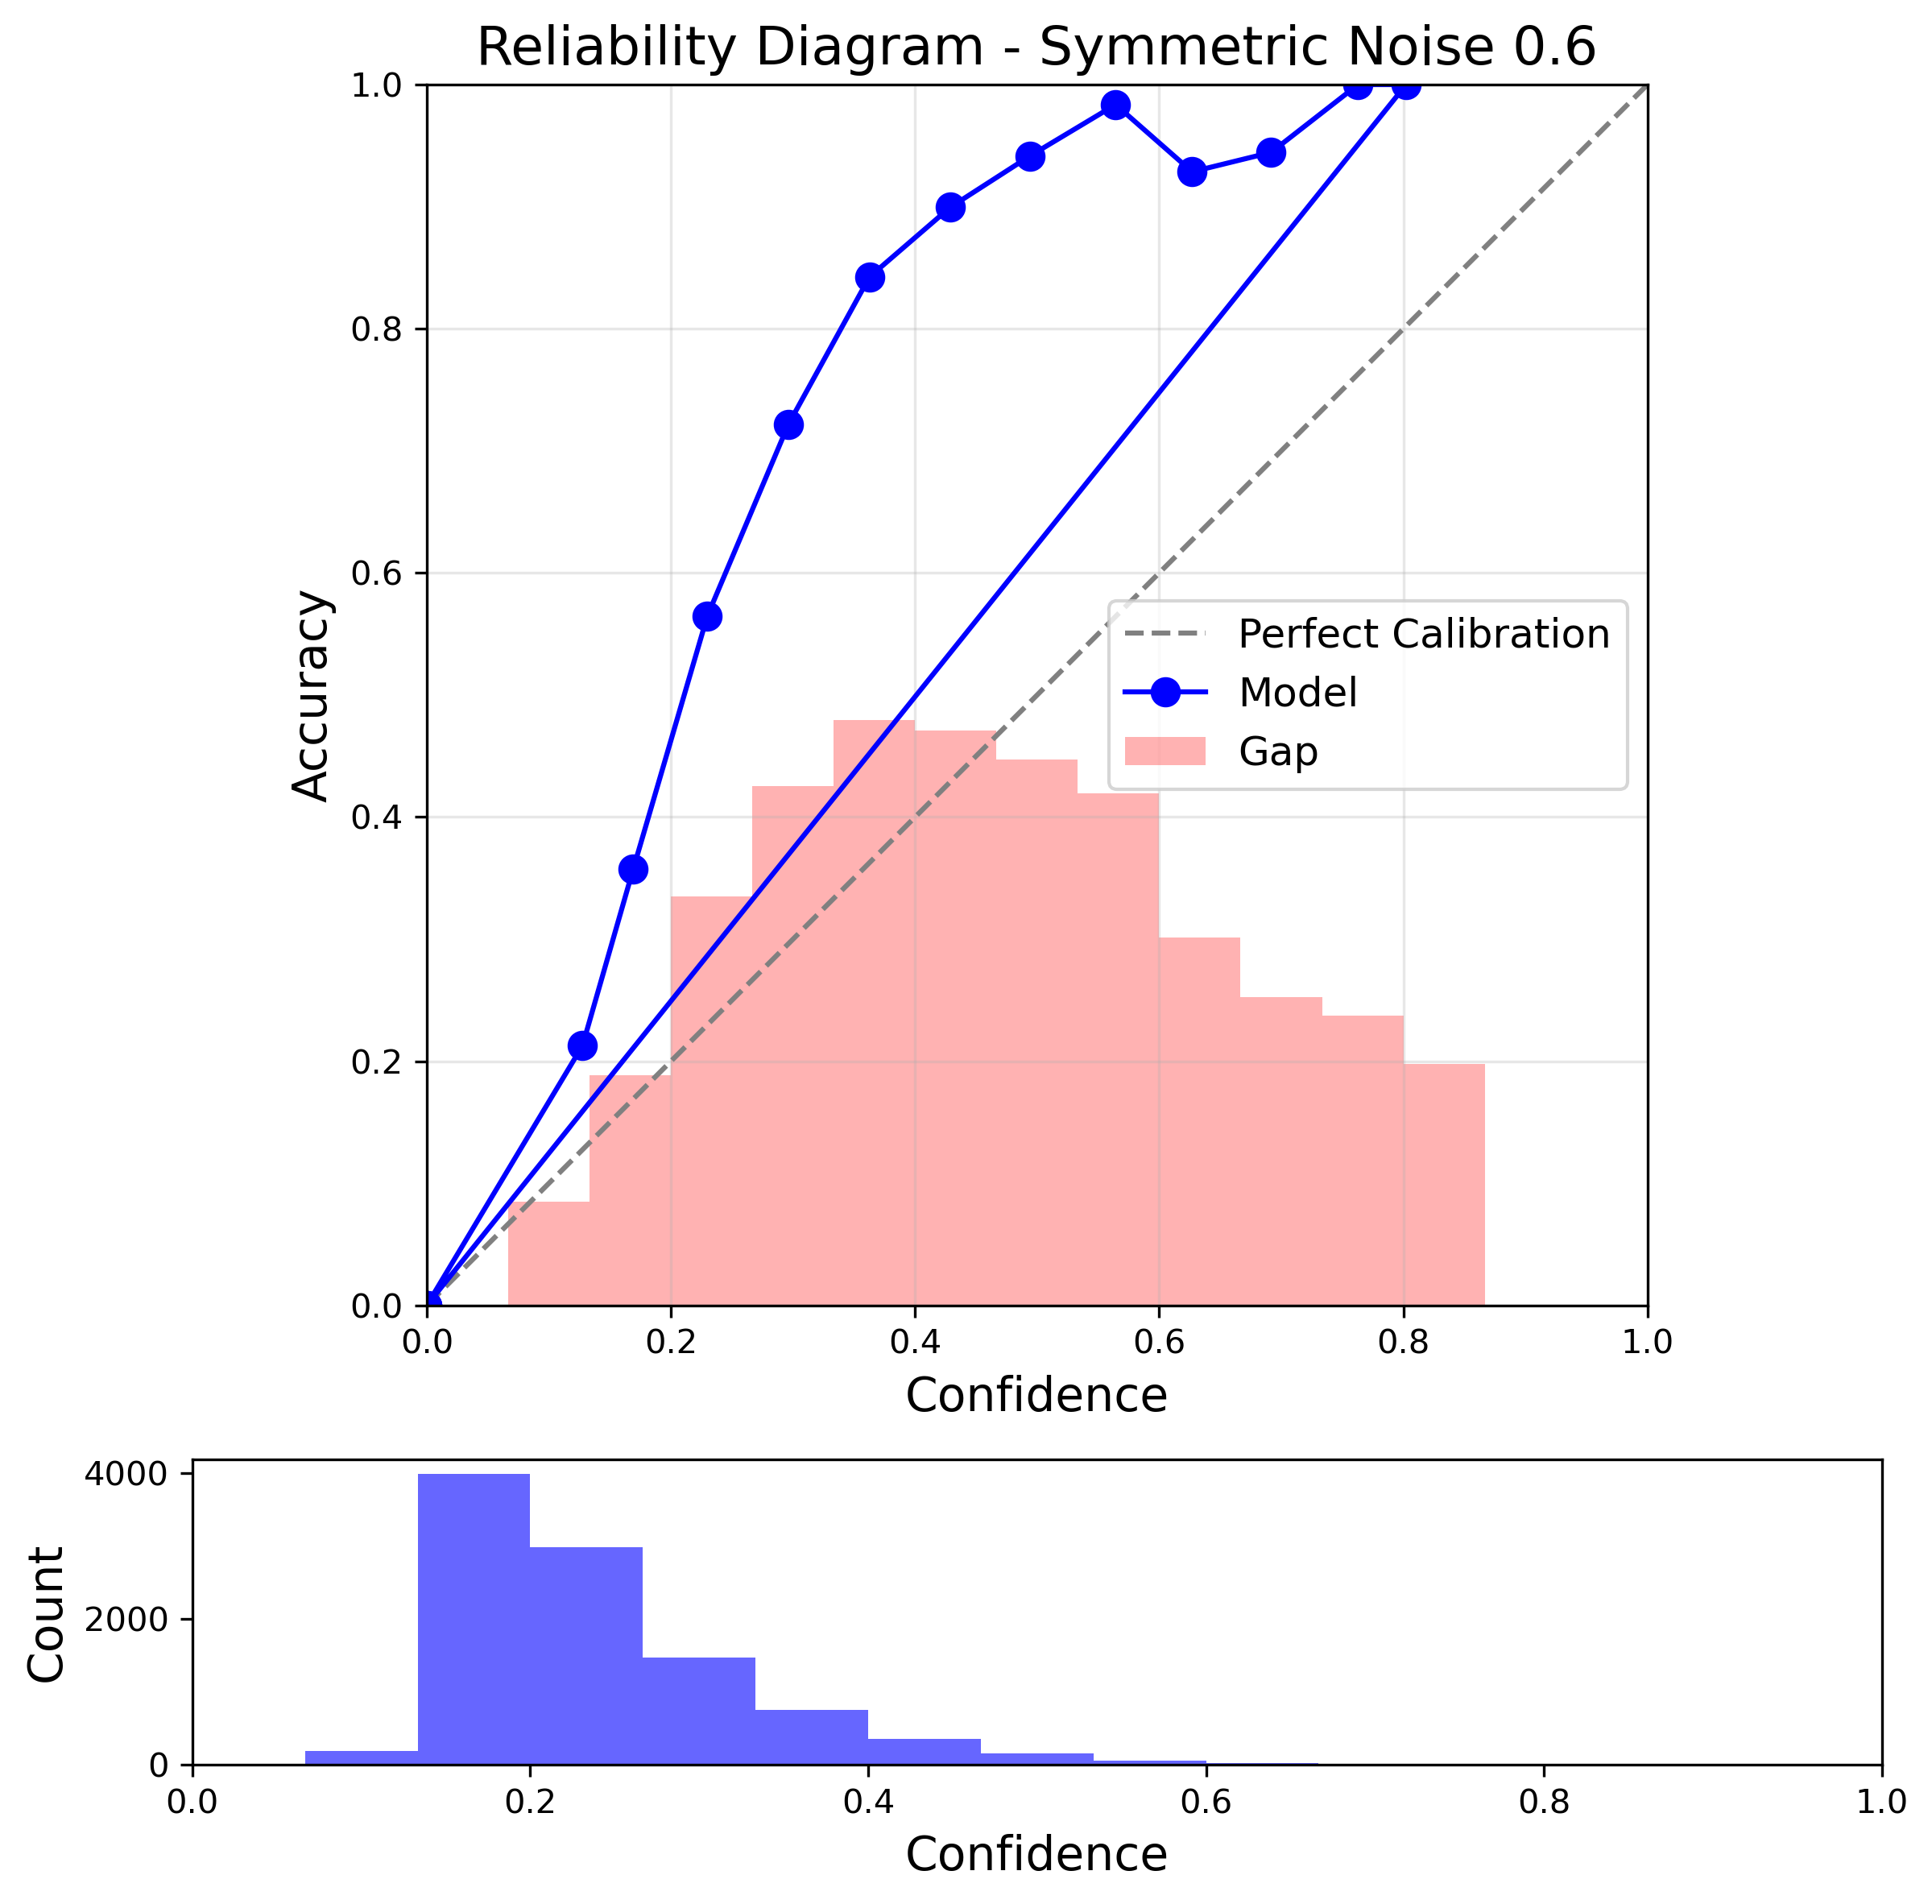 Reliability Diagram - Symmetric Noise 0.6
1.0
0.8
0.6
0.4
0.2
0.0
Accuracy
Perfect Calibration
Model
Gap
0.0 0.2 0.4 0.6 0.8 1.0
Confidence
4000
2000
0
Count
0.0 0.2 0.4 0.6 0.8 1.0
Confidence